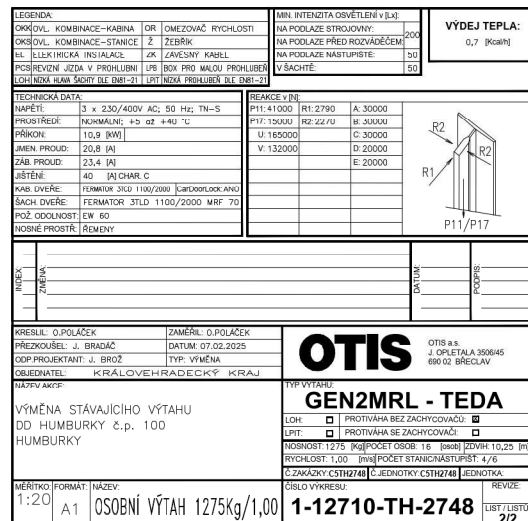 LEGENDA:
OKK OVL. KOMBINACE-KABINA OR OMEZOVAČ RYCHLOSTI
OKS OVL. KOMBINACE-STANICE Ž ŽEBŘÍK
EL ELEKTRICKÁ INSTALACE ZK ZÁVĚSNÝ KABEL
PCS REVIZNÍ JÍZDA V PROHLUBNI LPB BOX PRO MALOU PROHLUBEŇ
LOH NÍZKÁ HLAVA ŠACHTY DLE EN81-21 LPIT NÍZKÁ PROHLUBEŇ DLE EN81-21
MIN. INTENZITA OSVĚTLENÍ v [Lx]:
NA PODLAZE STROJOVNY: 200
NA PODLAZE PŘED ROZVÁDĚČEM:
NA PODLAZE NÁSTUPIŠTĚ: 50
V ŠACHTĚ: 50
VÝDEJ TEPLA:
0,7 [Kcal/h]
TECHNICKÁ DATA:
NAPĚTÍ: 3 x 230/400V AC; 50 Hz; TN-S
PROSTŘEDÍ: NORMÁLNÍ; +5 až +40 °C
PŘÍKON: 10,9 [kW]
JMEN. PROUD: 20,8 [A]
ZÁB. PROUD: 23,4 [A]
JIŠTĚNÍ: 40 [A] CHAR. C
KAB. DVEŘE: FERMATOR 3TCD 1100/2000 CarDoorLock: ANO
ŠACH. DVEŘE: FERMATOR 3TLD 1100/2000 MRF 70
POŽ. ODOLNOST: EW 60
NOSNÉ PROSTŘ: ŘEMENY
REAKCE v [N]:
P11: 41000 R1: 2790 A: 30000
P17: 15000 R2: 2270 B: 30000
U: 165000 C: 30000
V: 132000 D: 20000
E: 20000
R2
R2
R1
P11/P17
INDEX:
ZMĚNA:
DATUM:
PODPIS:
KRESLIL: O.POLÁČEK ZAMĚŘIL: O.POLÁČEK
PŘEZKOUŠEL: J. BRADÁČ DATUM: 07.02.2025
ODP.PROJEKTANT: J. BROŽ TYP: VÝMĚNA
OBJEDNATEL: KRÁLOVEHRADECKÝ KRAJ
OTIS
OTIS a.s.
J. OPLETALA 3506/45
690 02 BŘECLAV
NÁZEV AKCE:
VÝMĚNA STÁVAJÍCÍHO VÝTAHU
DD HUMBURKY č.p. 100
HUMBURKY
TYP VÝTAHU:
GEN2MRL - TEDA
LOH: PROTIVÁHA BEZ ZACHYCOVAČŮ:
LPIT: PROTIVÁHA SE ZACHYCOVAČI:
NOSNOST: 1275 [Kg] POČET OSOB: 16 [osob] ZDVIH: 10,25 [m]
RYCHLOST: 1,00 [m/s] POČET STANIC/NÁSTUPIŠŤ: 4/6
Č.ZAKÁZKY: C5TH2748 Č.JEDNOTKY: C5TH2748 JEDNOTKA:
MĚŘÍTKO: 1:20 FORMÁT: A1 NÁZEV: OSOBNÍ VÝTAH 1275Kg/1,00
ČÍSLO VÝKRESU: 1-12710-TH-2748
REVIZE:
LIST / LISTŮ
2/2